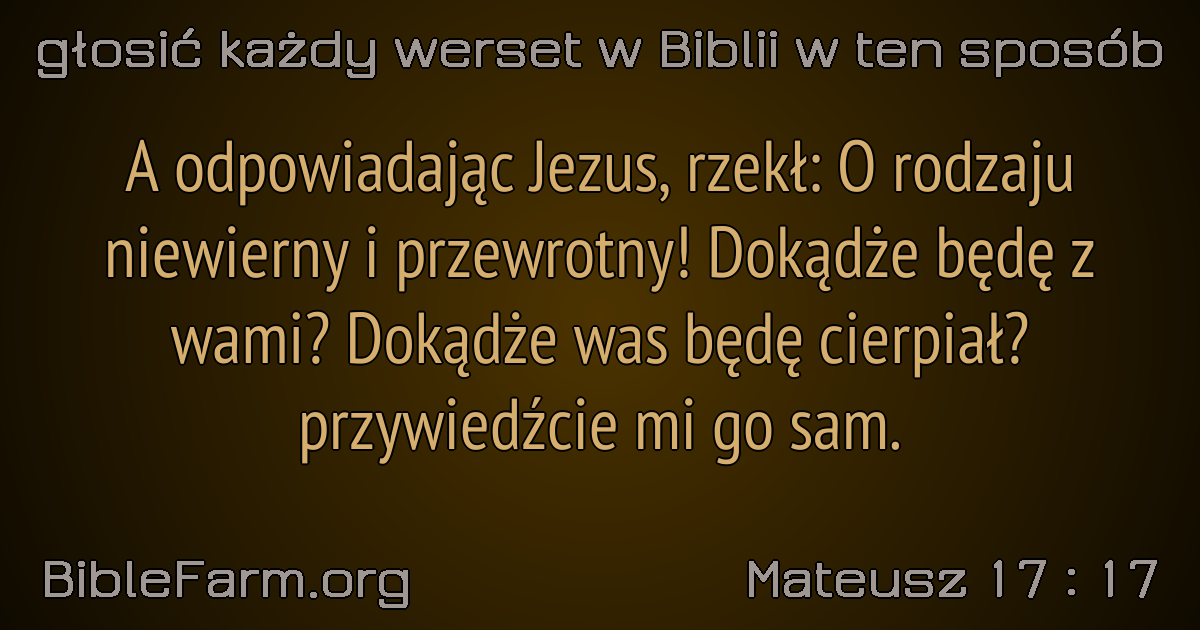 głosić każdy werset w Biblii w ten sposób
A odpowiadając Jezus, rzekł: O rodzaju
niewierny i przewrotny! Dokądże będę z
wami? Dokądże was będę cierpiał?
przywiedźcie mi go sam.
BibleFarm.org
Mateusz 17 : 17